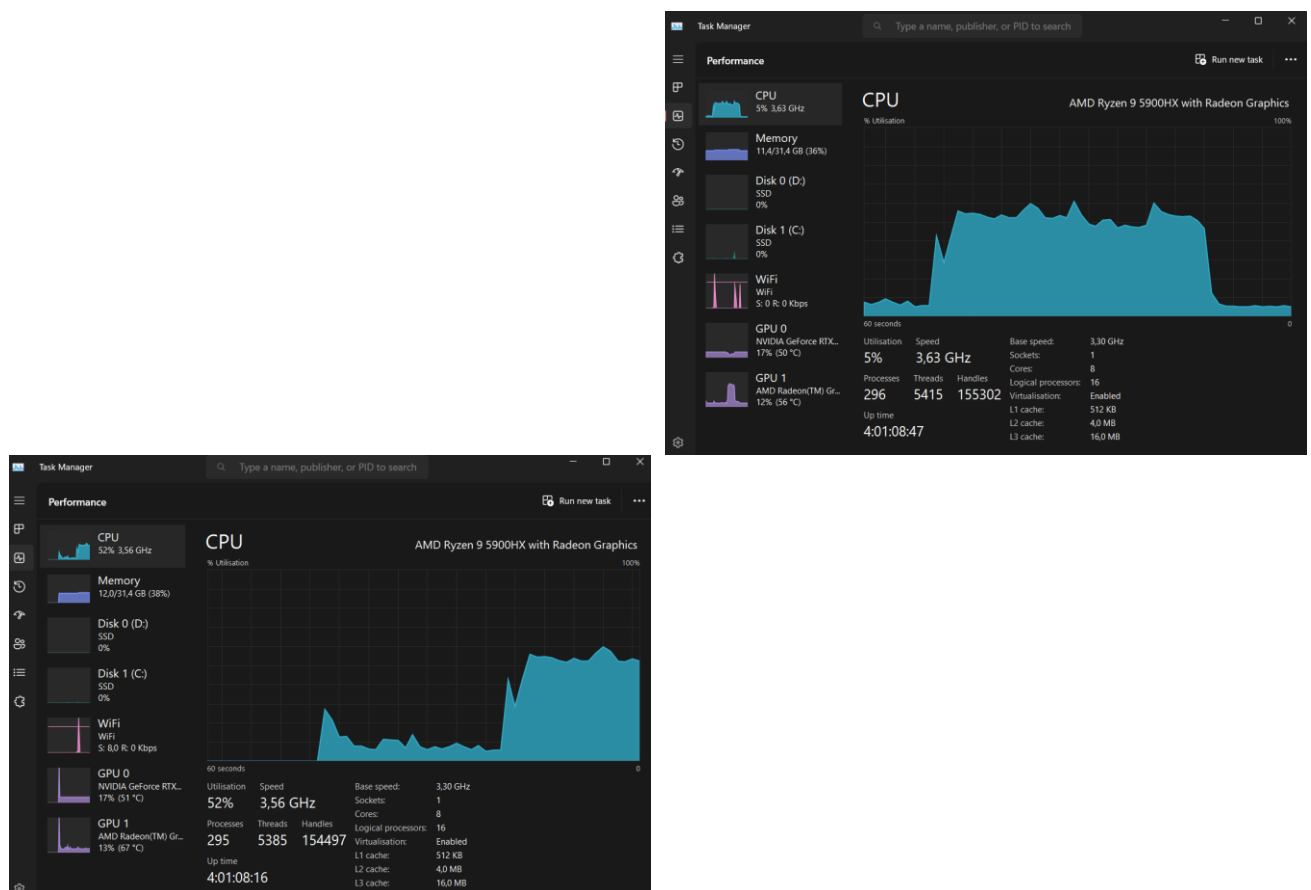 Task Manager
Type a name, publisher, or PID to search
Performance
Run new task
CPU
5% 3,63 GHz
Memory
11,4/31,4 GB (36%)
Disk 0 (D:)
SSD
0%
Disk 1 (C:)
SSD
0%
WiFi
WiFi
S: 0 R: 0 Kbps
GPU 0
NVIDIA GeForce RTX...
17% (50 °C)
GPU 1
AMD Radeon(TM) Gr...
12% (56 °C)
CPU
AMD Ryzen 9 5900HX with Radeon Graphics
% Utilisation
100%
60 seconds
0
Utilisation Speed
5% 3,63 GHz
Processes Threads Handles
296 5415 155302
Up time
4:01:08:47
Base speed: 3,30 GHz
Sockets: 1
Cores: 8
Logical processors: 16
Virtualisation: Enabled
L1 cache: 512 KB
L2 cache: 4,0 MB
L3 cache: 16,0 MB
Task Manager
Type a name, publisher, or PID to search
Performance
Run new task
CPU
52% 3,56 GHz
Memory
12,0/31,4 GB (38%)
Disk 0 (D:)
SSD
0%
Disk 1 (C:)
SSD
0%
WiFi
WiFi
S: 8,0 R: 0 Kbps
GPU 0
NVIDIA GeForce RTX...
17% (51 °C)
GPU 1
AMD Radeon(TM) Gr...
13% (67 °C)
CPU
AMD Ryzen 9 5900HX with Radeon Graphics
% Utilisation
100%
60 seconds
0
Utilisation Speed
52% 3,56 GHz
Processes Threads Handles
295 5385 154497
Up time
4:01:08:16
Base speed: 3,30 GHz
Sockets: 1
Cores: 8
Logical processors: 16
Virtualisation: Enabled
L1 cache: 512 KB
L2 cache: 4,0 MB
L3 cache: 16,0 MB